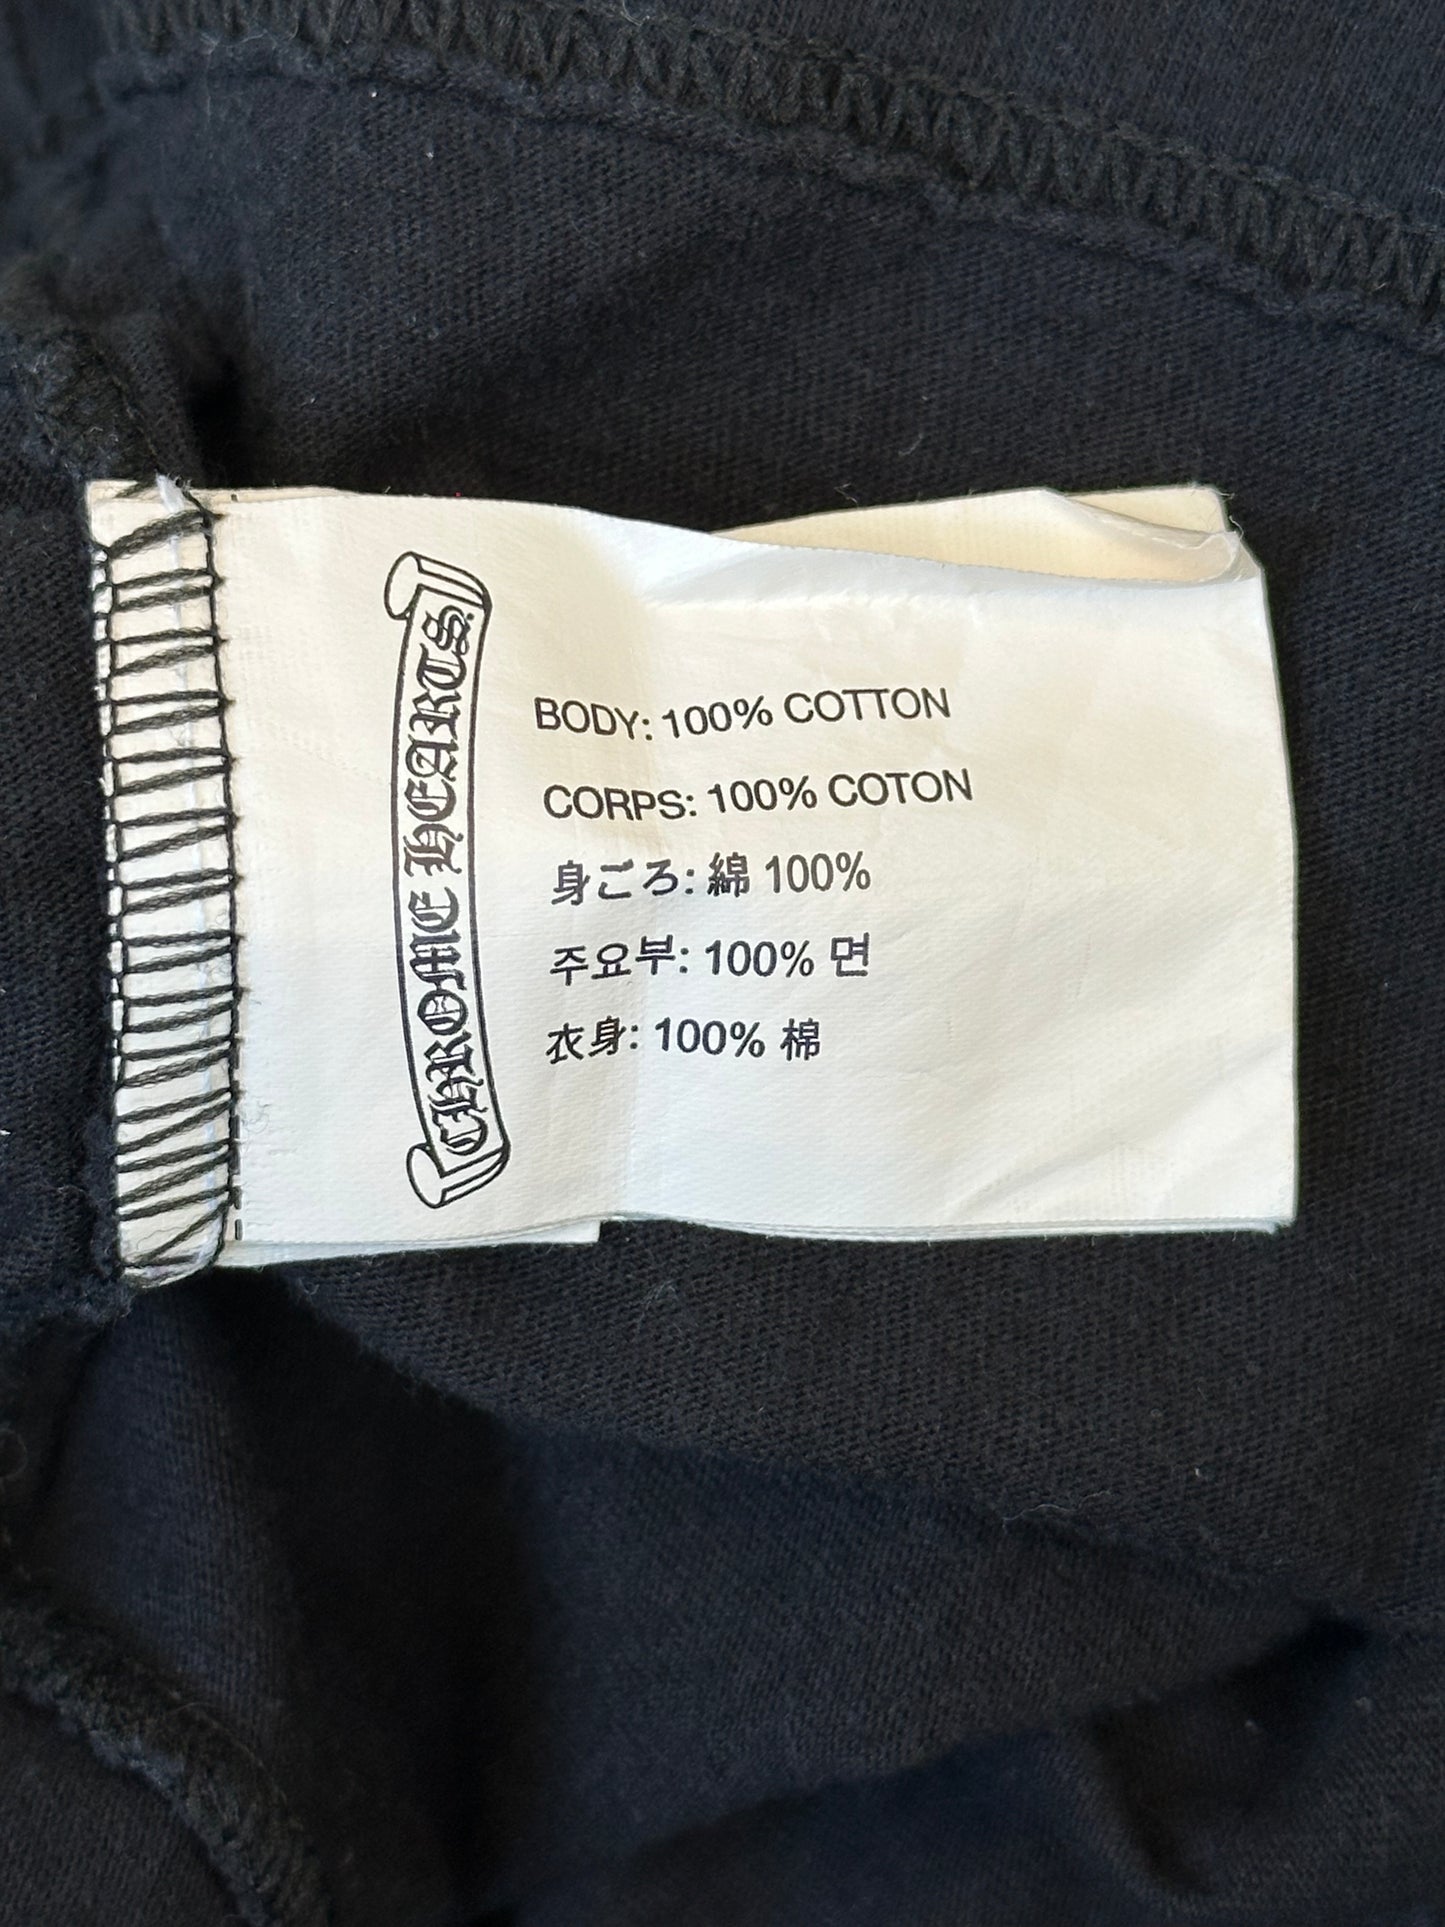 CHROME HEARTS
BODY: 100% COTTON
CORPS: 100% COTON
身ごろ: 綿 100%
주요부: 100% 면
衣身: 100% 棉